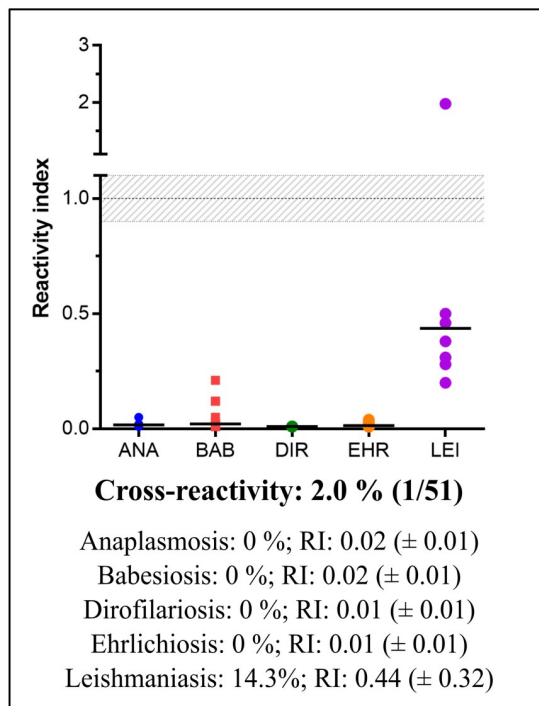 3
2
1.0
0.5
0.0
Reactivity index
ANA BAB DIR EHR LEI
Cross-reactivity: 2.0 % (1/51)
Anaplasmosis: 0 %; RI: 0.02 (± 0.01)
Babesiosis: 0 %; RI: 0.02 (± 0.01)
Dirofilariosis: 0 %; RI: 0.01 (± 0.01)
Ehrlichiosis: 0 %; RI: 0.01 (± 0.01)
Leishmaniasis: 14.3%; RI: 0.44 (± 0.32)